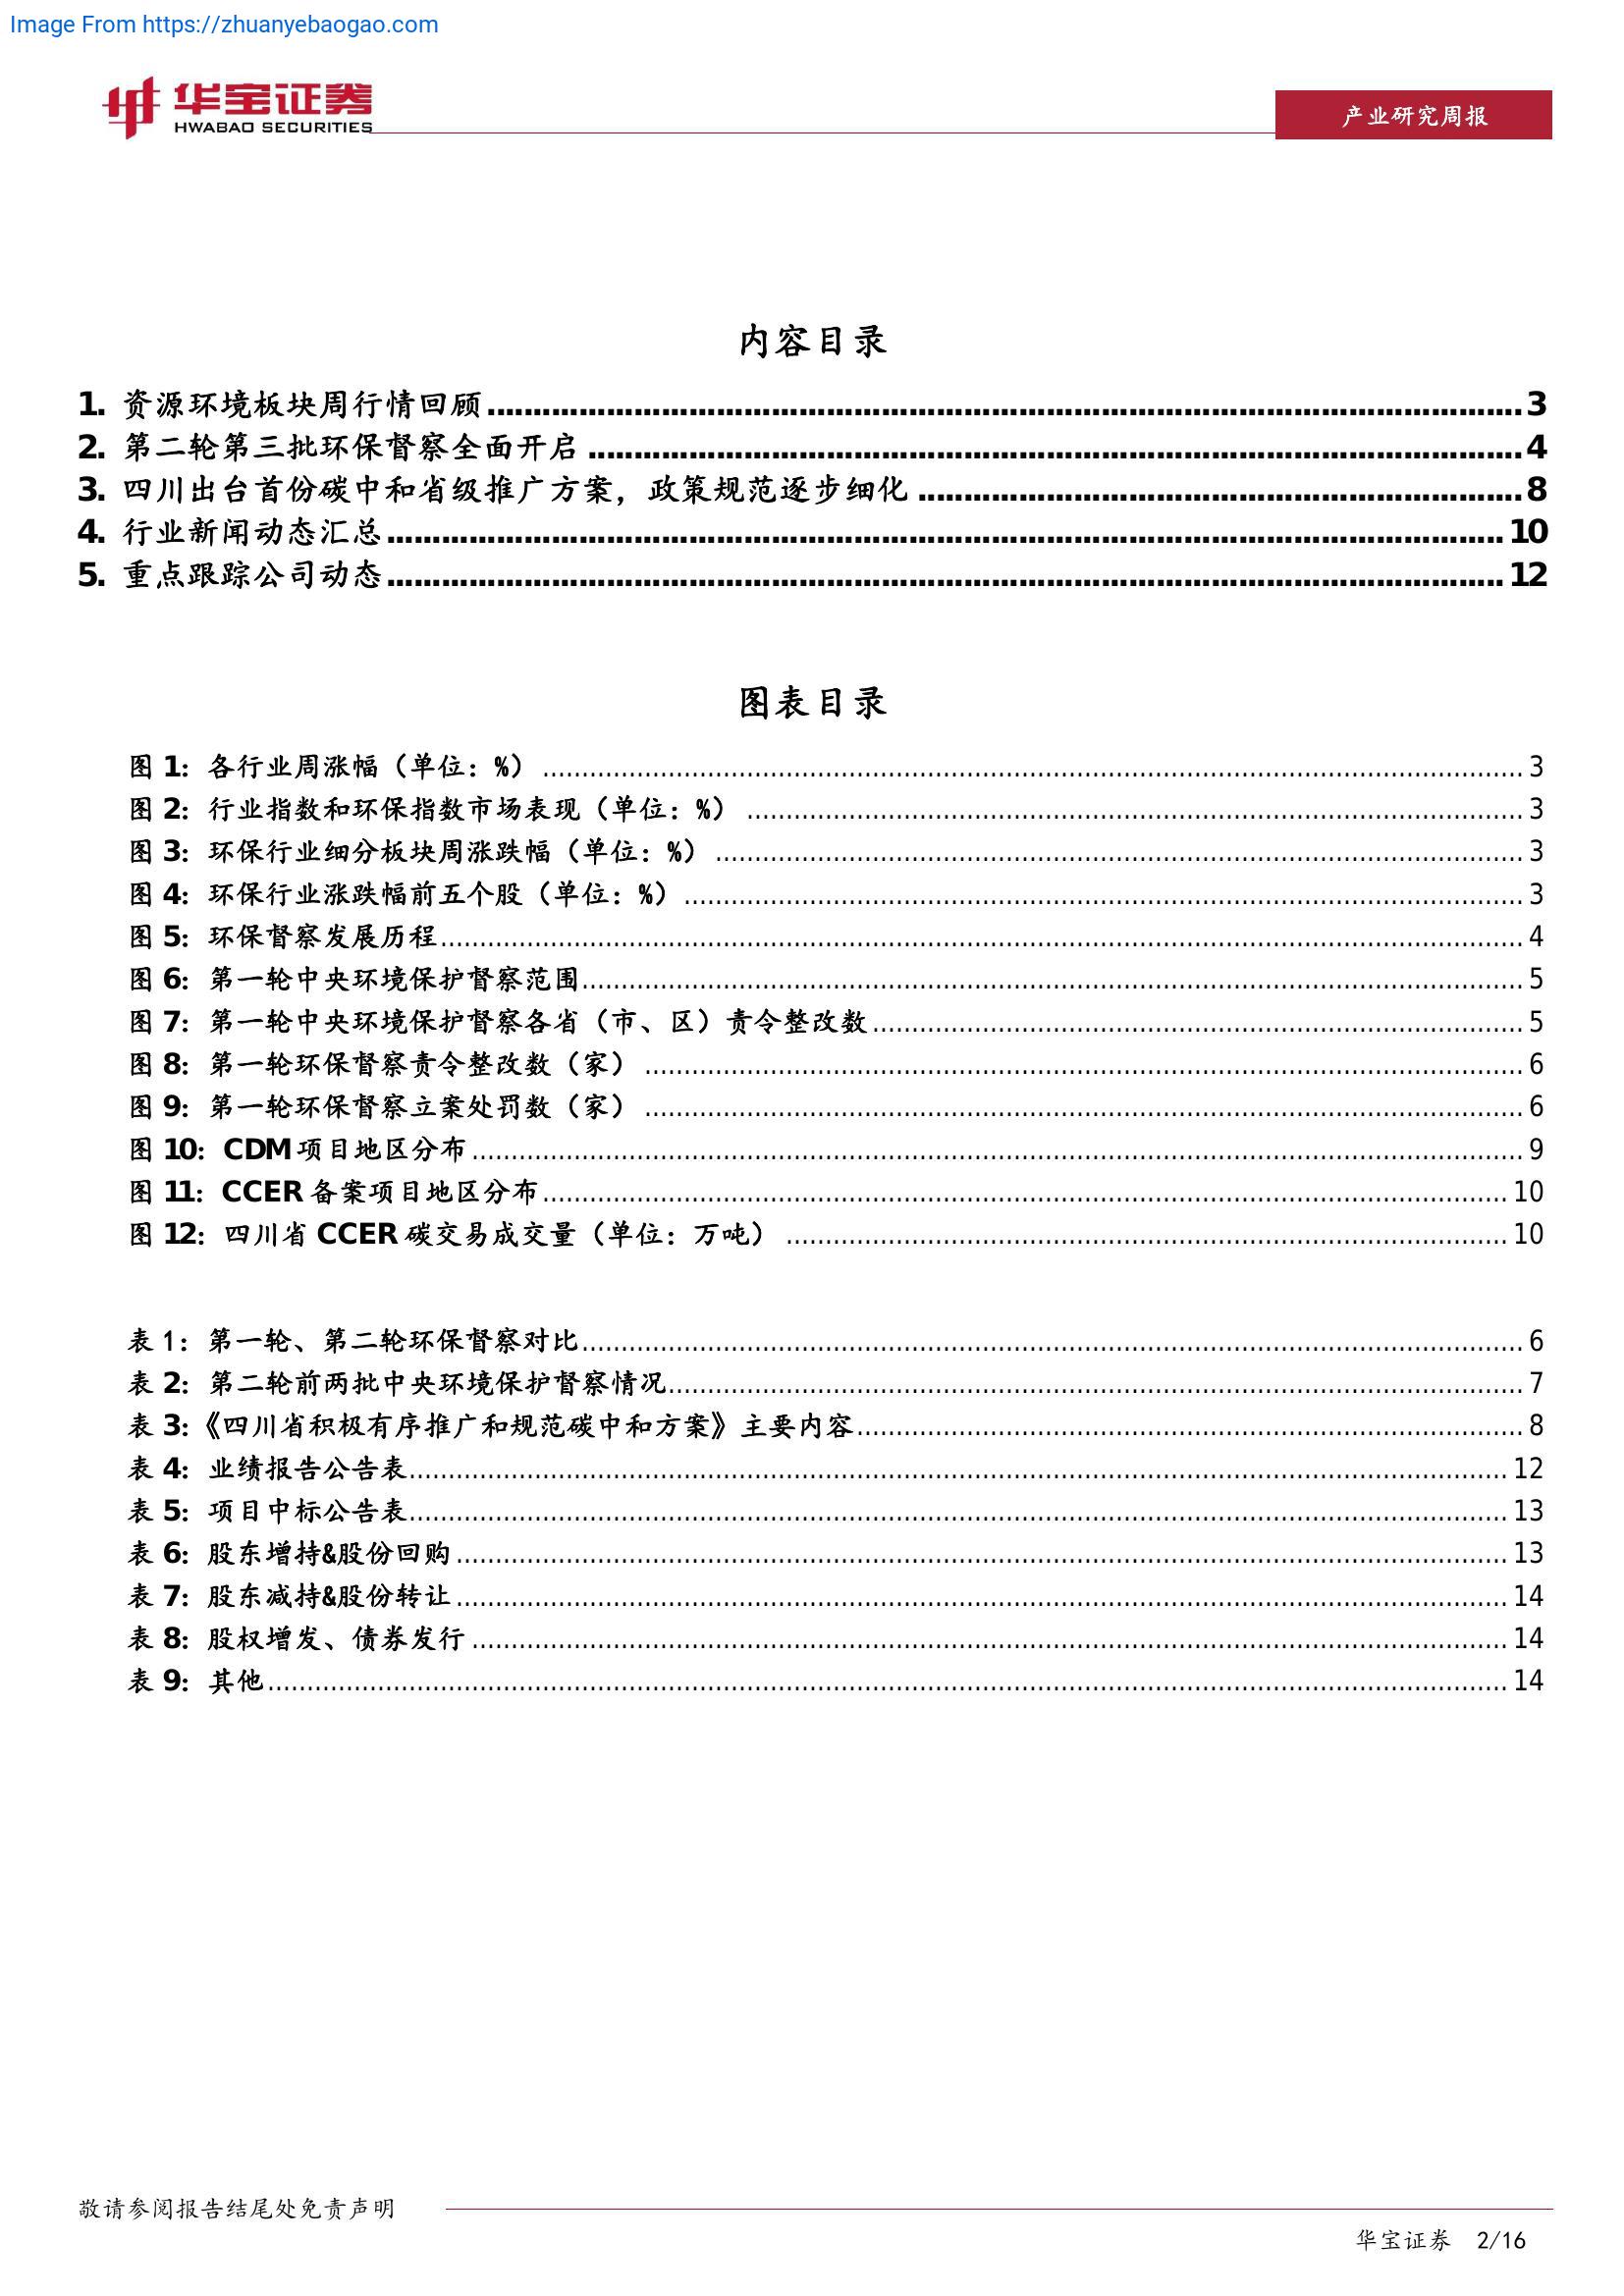 Image From https://zhuanyebaogao.com
华宝证券
HWABAO SECURITIES
产业研究周报
内容目录
1. 资源环境板块周行情回顾 3
2. 第二轮第三批环保督察全面开启 4
3. 四川出台首份碳中和省级推广方案，政策规范逐步细化 8
4. 行业新闻动态汇总 10
5. 重点跟踪公司动态 12
图表目录
图 1: 各行业周涨幅（单位：%） 3
图 2: 行业指数和环保指数市场表现（单位：%） 3
图 3: 环保行业细分板块周涨跌幅（单位：%） 3
图 4: 环保行业涨跌幅前五个股（单位：%） 3
图 5: 环保督察发展历程 4
图 6: 第一轮中央环境保护督察范围 5
图 7: 第一轮中央环境保护督察各省（市、区）责令整改数 5
图 8: 第一轮环保督察责令整改数（家） 6
图 9: 第一轮环保督察立案处罚数（家） 6
图 10: CDM 项目地区分布 9
图 11: CCER 备案项目地区分布 10
图 12: 四川省 CCER 碳交易成交量（单位：万吨） 10
表 1：第一轮、第二轮环保督察对比 6
表 2: 第二轮前两批中央环境保护督察情况 7
表 3:《四川省积极有序推广和规范碳中和方案》主要内容 8
表 4: 业绩报告公告表 12
表 5: 项目中标公告表 13
表 6: 股东增持&股份回购 13
表 7: 股东减持&股份转让 14
表 8: 股权增发、债券发行 14
表 9: 其他 14
敬请参阅报告结尾处免责声明
华宝证券 2/16